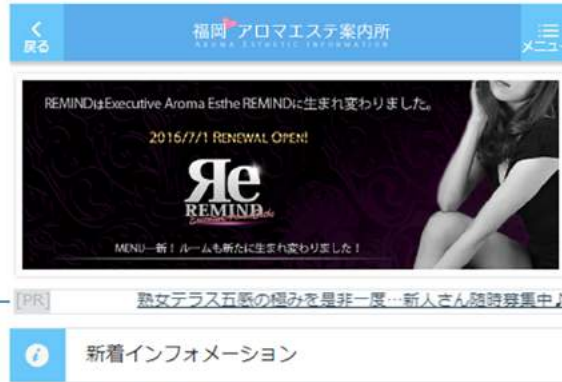 戻る
福岡 アロマエステ案内所
AROMA ESTHETIC INFORMATION
メニュー
REMINDはExecutive Aroma Esthe REMINDに生まれ変わりました。
2016/7/1 RENEWAL OPEN!
Re
REMIND
MENU一新！ルームも新たに生まれ変わりました！
[PR]
熟女テラス五感の極みを是非一度…新人さん随時募集中♪
新着インフォメーション